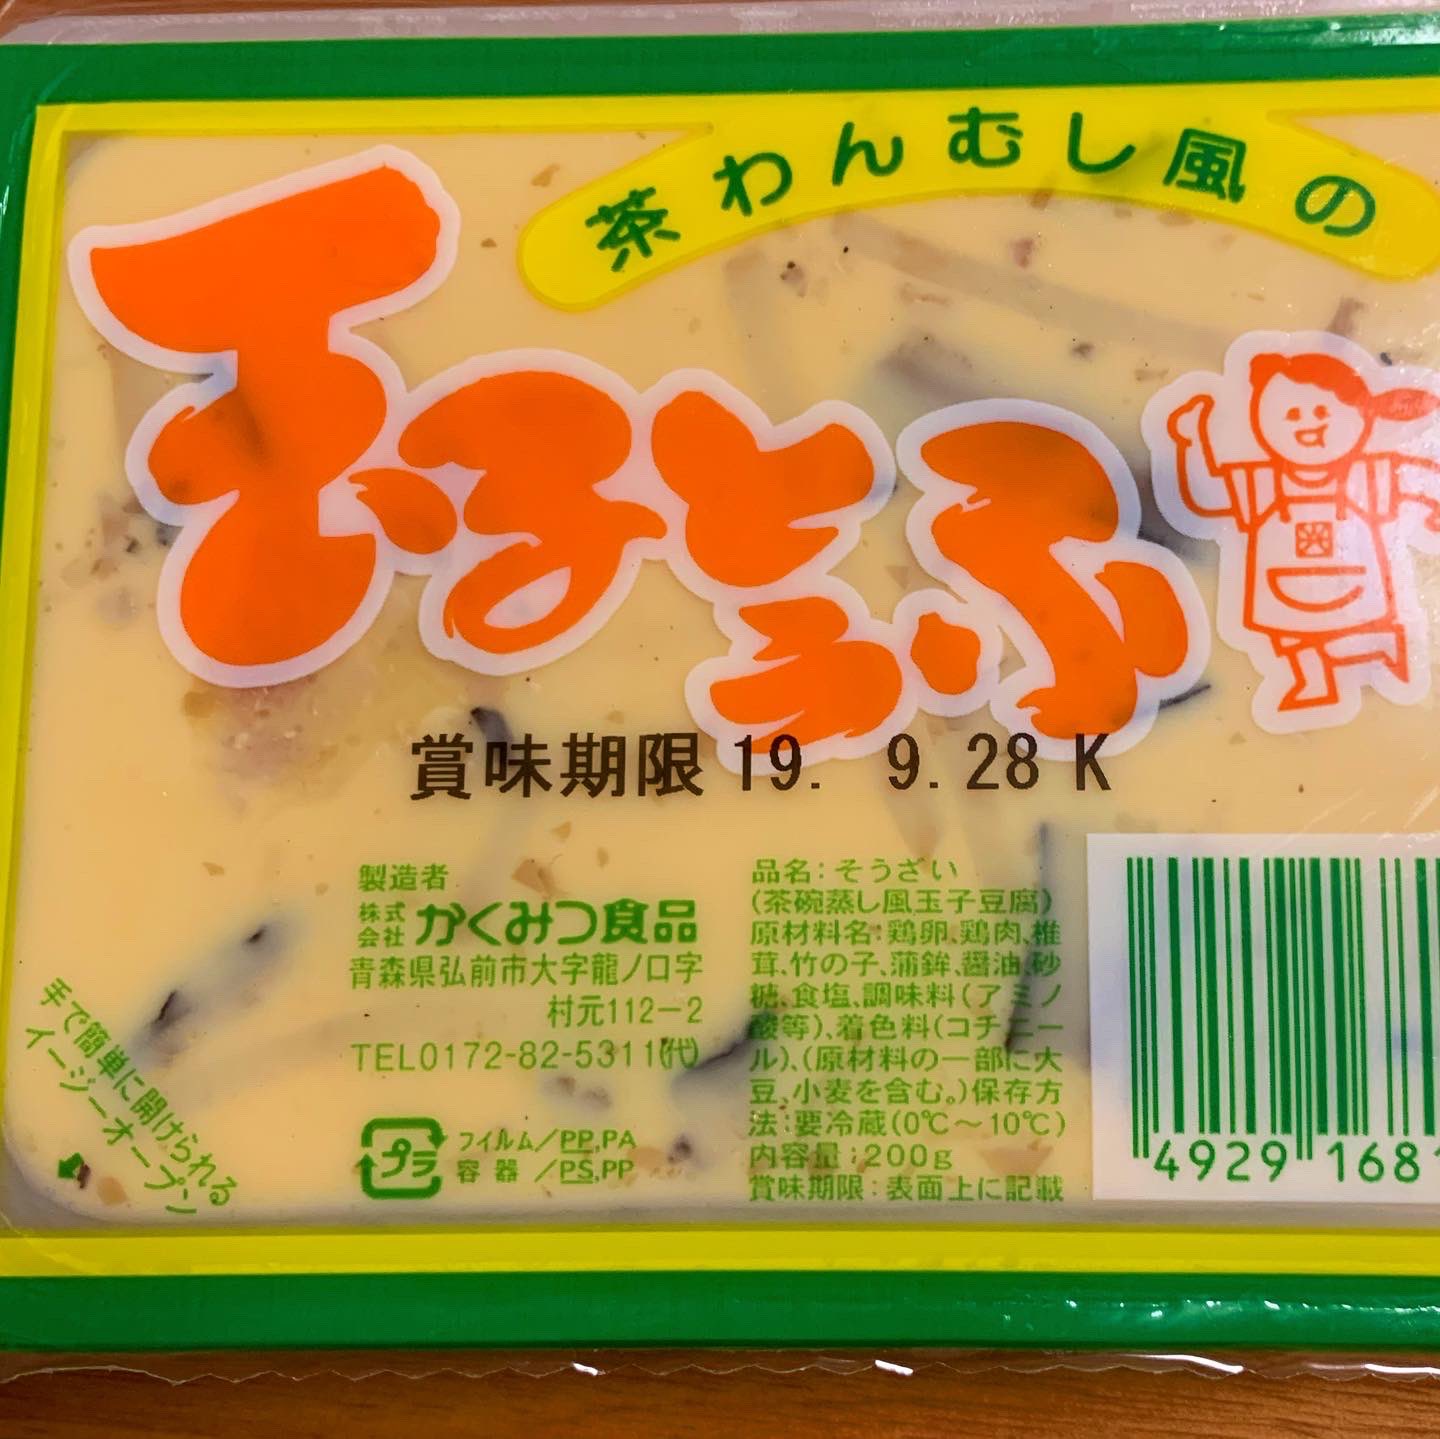 茶わんむし風の
玉子とうふ
賞味期限 19. 9.28 K
製造者
株式会社 かくみつ食品
青森県弘前市大字龍ノ口字
村元112-2
TEL0172-82-5311㈹
プラ
フイルム/PP,PA
容器/PS,PP
手で簡単に開けられる
イージーオープン
品名:そうざい
(茶碗蒸し風玉子豆腐)
原材料名:鶏卵、鶏肉、椎
茸、竹の子、蒲鉾、醤油、砂
糖、食塩、調味料(アミノ
酸等)、着色料(コチニー
ル)、(原材料の一部に大
豆、小麦を含む。)保存方
法:要冷蔵(0℃~10℃)
内容量:200g
賞味期限:表面上に記載
4929 1681